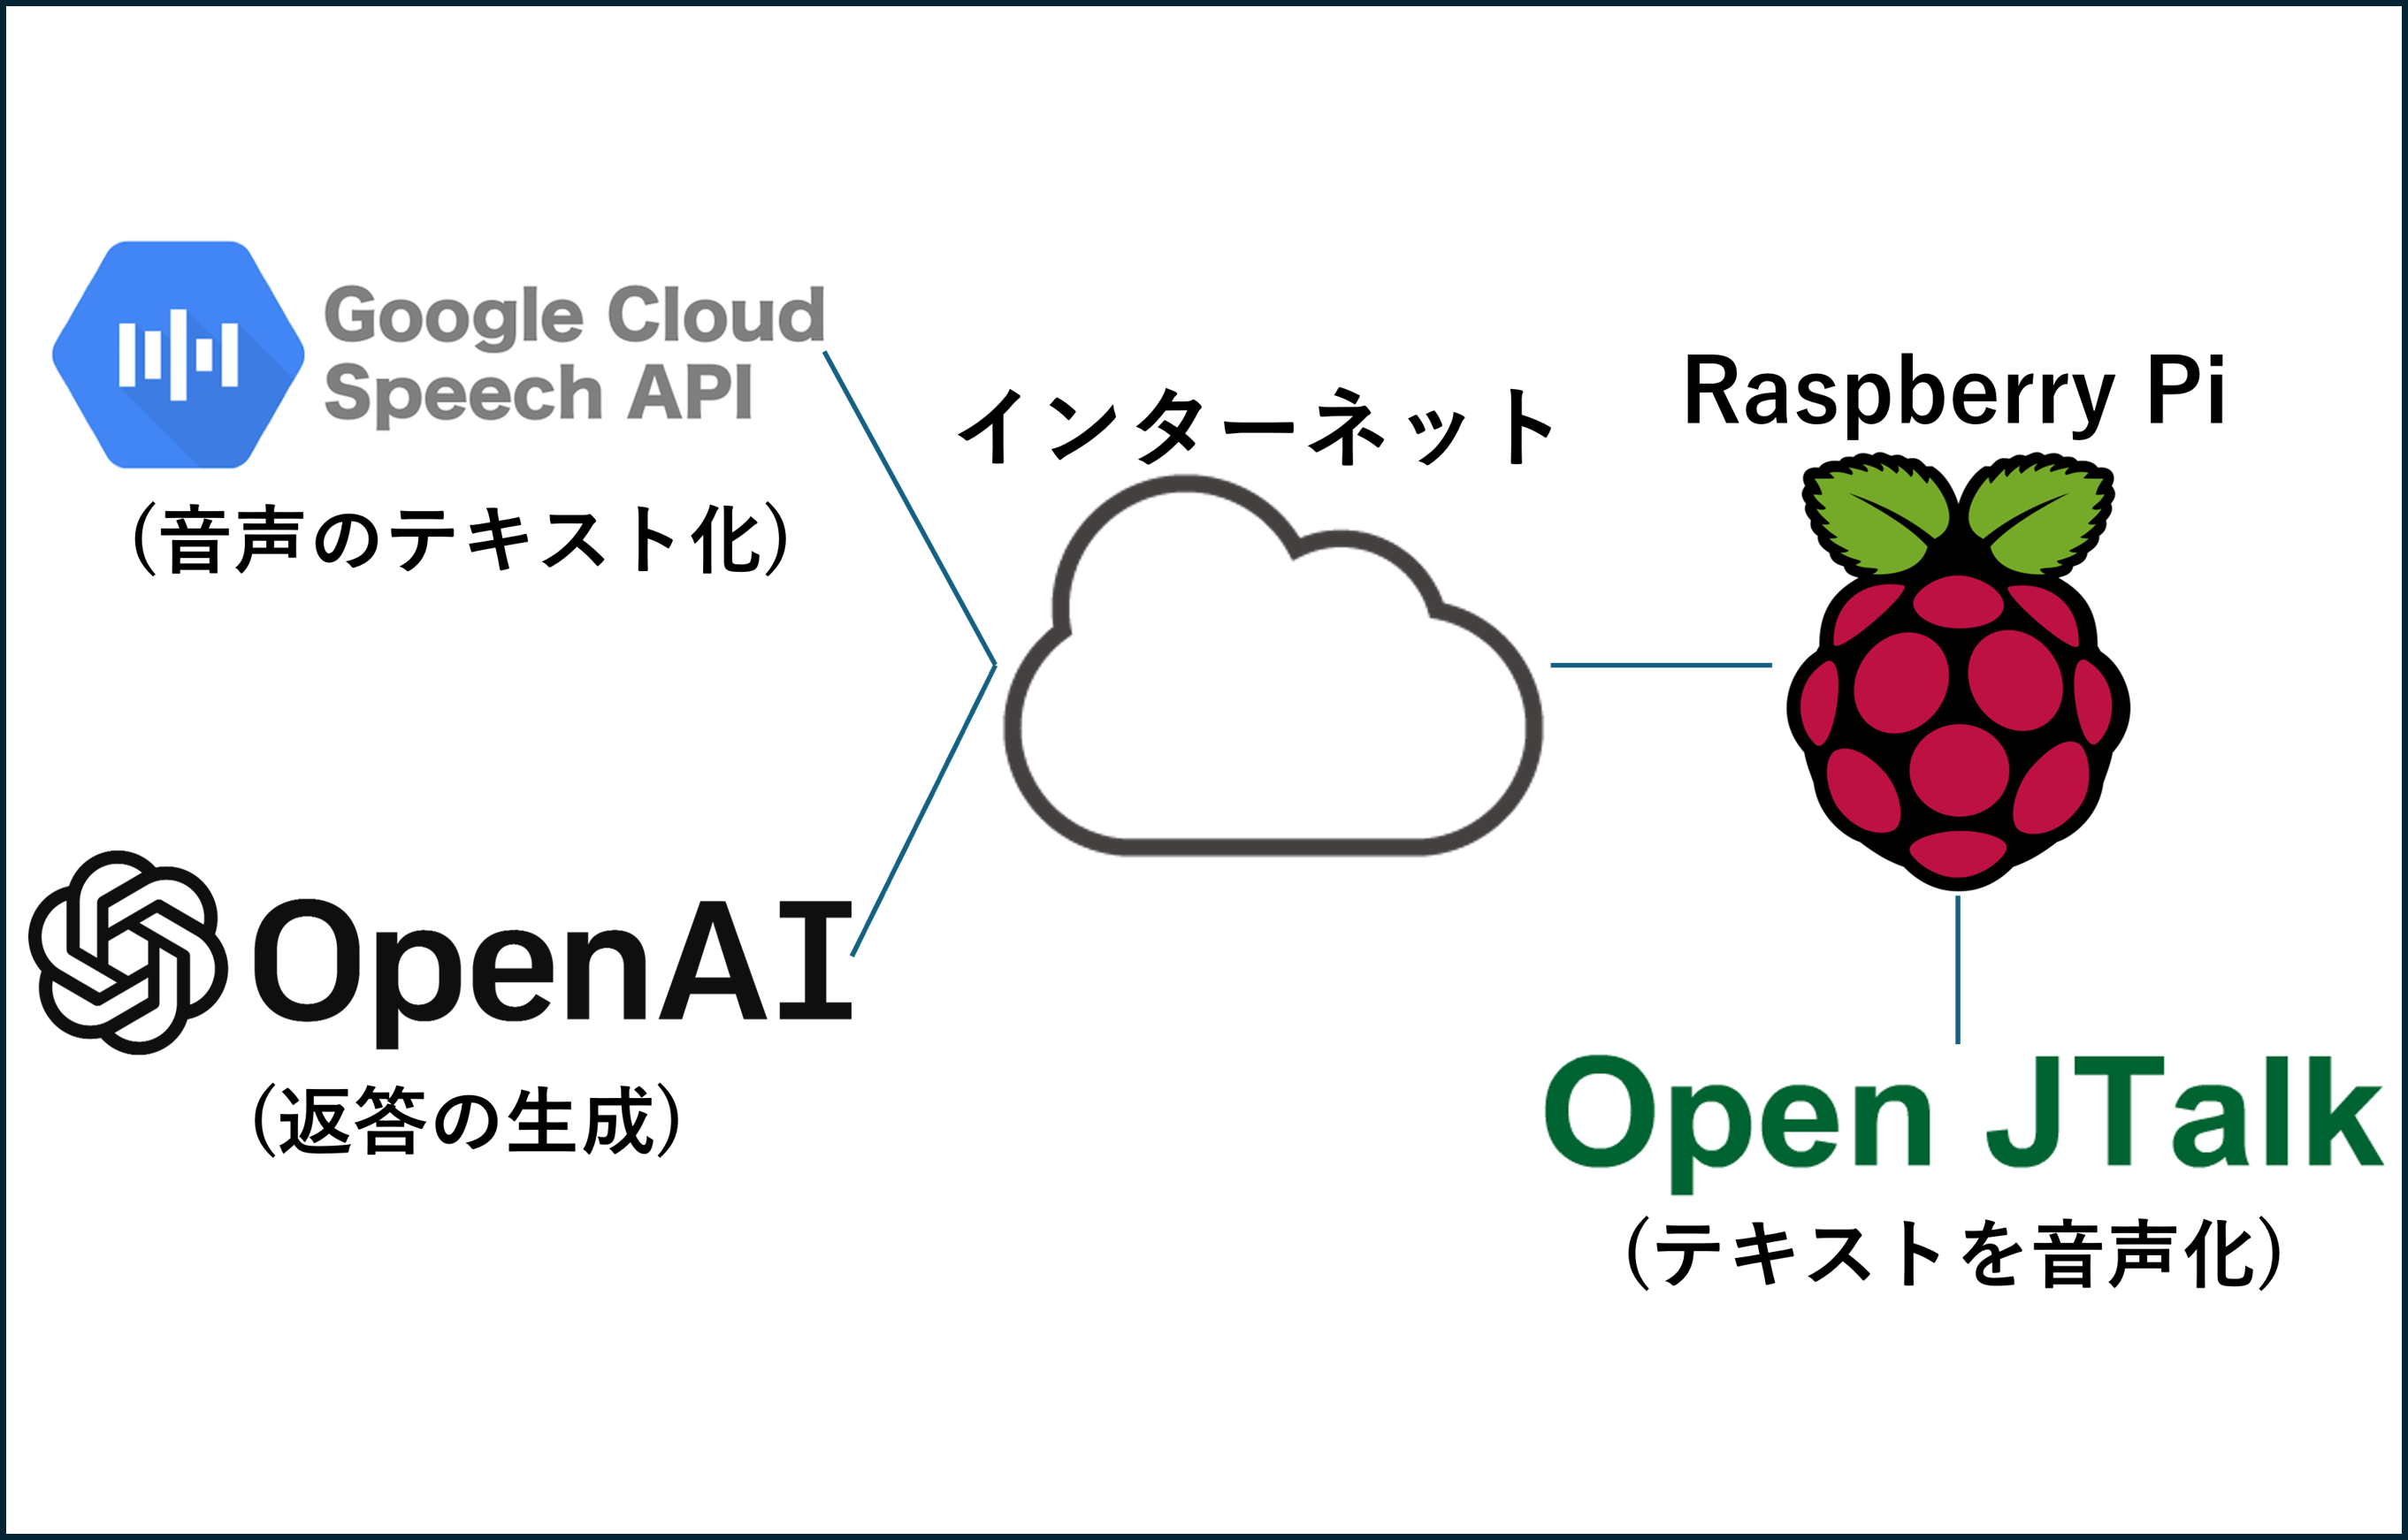 Google Cloud
Speech API
(音声のテキスト化)
インターネット
Raspberry Pi
OpenAI
(返答の生成)
Open JTalk
(テキストを音声化)